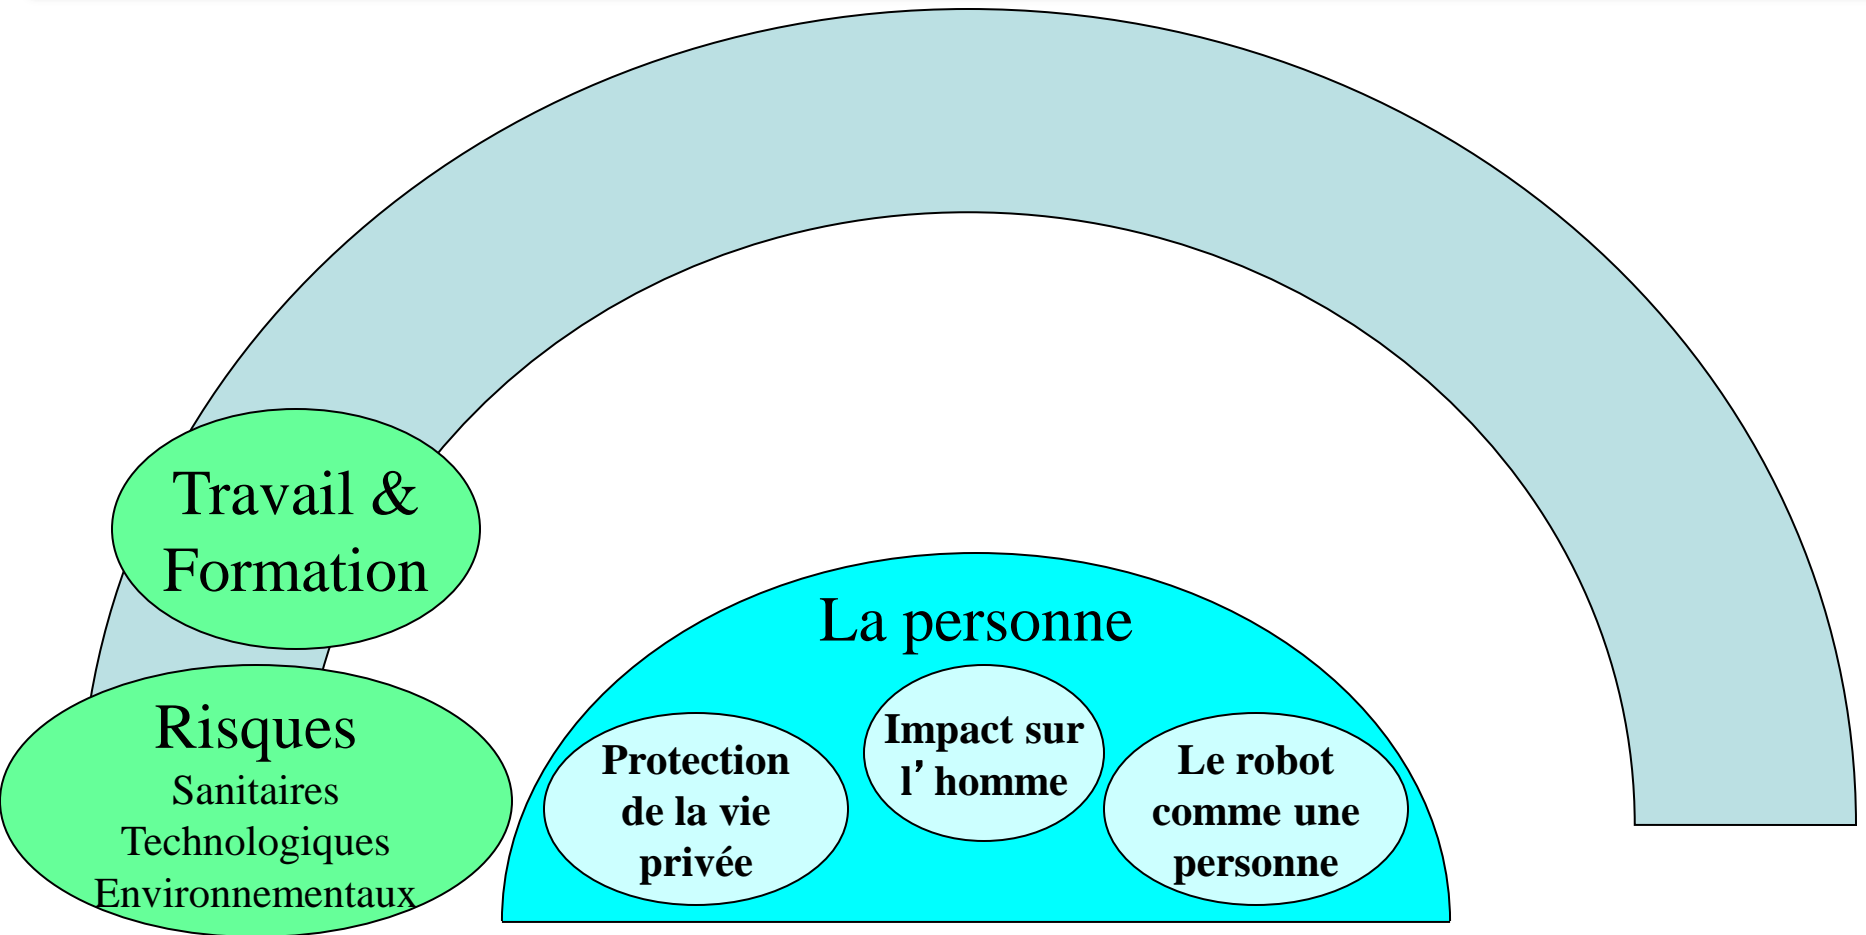 Travail &
Formation
Risques
Sanitaires
Technologiques
Environnementaux
La personne
Protection
de la vie
privée
Impact sur
l’ homme
Le robot
comme une
personne